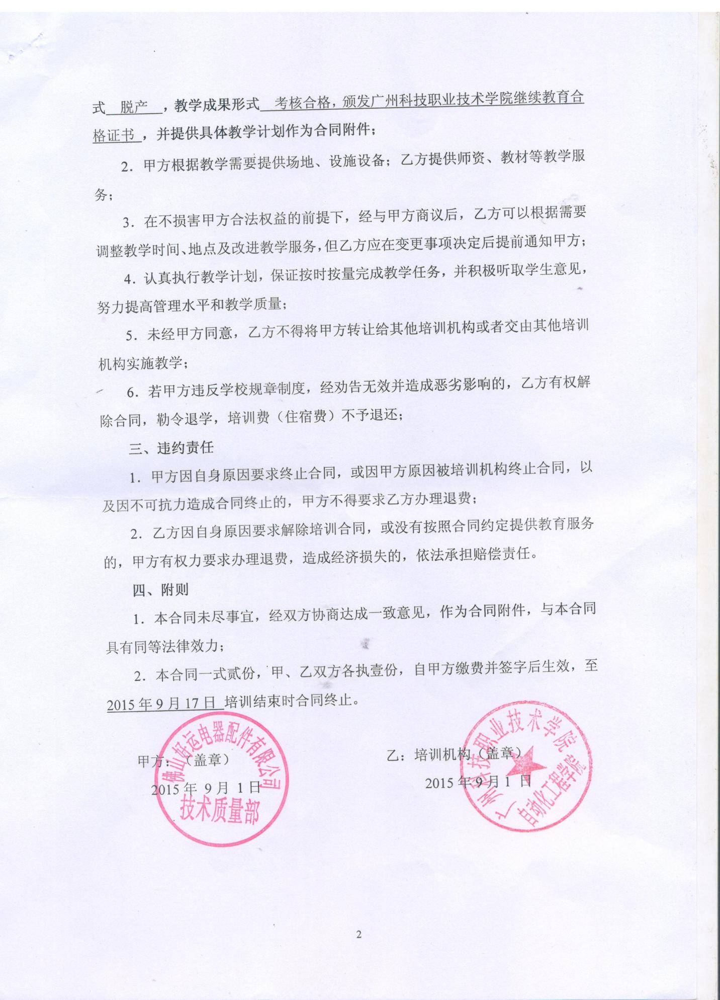 式  脱产  ，教学成果形式  考核合格，颁发广州科技职业技术学院继续教育合
格证书 ，并提供具体教学计划作为合同附件；
2．甲方根据教学需要提供场地、设施设备；乙方提供师资、教材等教学服
务；
3．在不损害甲方合法权益的前提下，经与甲方商议后，乙方可以根据需要
调整教学时间、地点及改进教学服务，但乙方应在变更事项决定后提前通知甲方；
4．认真执行教学计划，保证按时按量完成教学任务，并积极听取学生意见，
努力提高管理水平和教学质量；
5．未经甲方同意，乙方不得将甲方转让给其他培训机构或者交由其他培训
机构实施教学；
6．若甲方违反学校规章制度，经劝告无效并造成恶劣影响的，乙方有权解
除合同，勒令退学，培训费（住宿费）不予退还；
三、违约责任
1．甲方因自身原因要求终止合同，或因甲方原因被培训机构终止合同，以
及因不可抗力造成合同终止的，甲方不得要求乙方办理退费；
2．乙方因自身原因要求解除培训合同，或没有按照合同约定提供教育服务
的，甲方有权力要求办理退费，造成经济损失的，依法承担赔偿责任。
四、附则
1．本合同未尽事宜，经双方协商达成一致意见，作为合同附件，与本合同
具有同等法律效力；
2．本合同一式贰份，甲、乙双方各执壹份，自甲方缴费并签字后生效，至
2015年9月17日 培训结束时合同终止。
甲方：（盖章）
2015年 9月 1日
佛山好运电器配件有限公司
技术质量部
乙：培训机构（盖章）
2015年9月1 日
广州科技职业技术学院
自动化工程学院
2